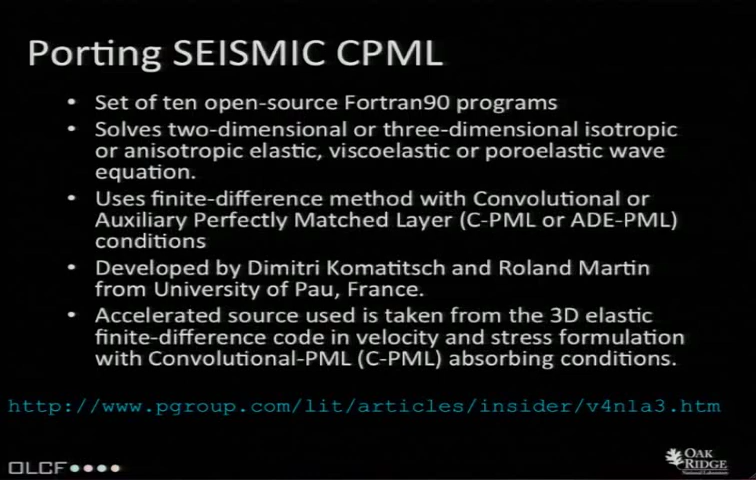 Porting SEISMIC CPML
• Set of ten open-source Fortran90 programs
• Solves two-dimensional or three-dimensional isotropic
or anisotropic elastic, viscoelastic or poroelastic wave
equation.
• Uses finite-difference method with Convolutional or
Auxiliary Perfectly Matched Layer (C-PML or ADE-PML)
conditions
• Developed by Dimitri Komatitsch and Roland Martin
from University of Pau, France.
• Accelerated source used is taken from the 3D elastic
finite-difference code in velocity and stress formulation
with Convolutional-PML (C-PML) absorbing conditions.
http://www.pgroup.com/lit/articles/insider/v4n1a3.htm
OLCF
OAK
RIDGE
National Laboratory